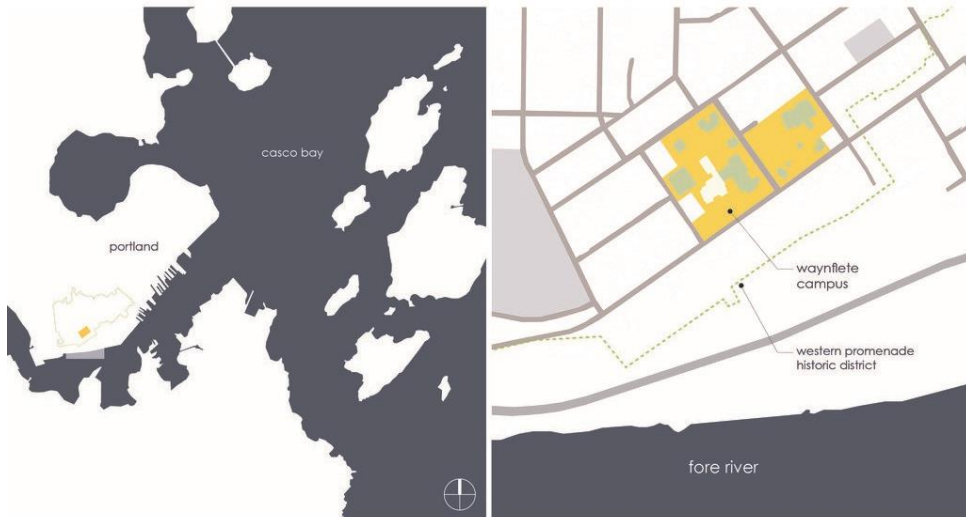 casco bay
portland
waynflete
campus
western promenade
historic district
fore river